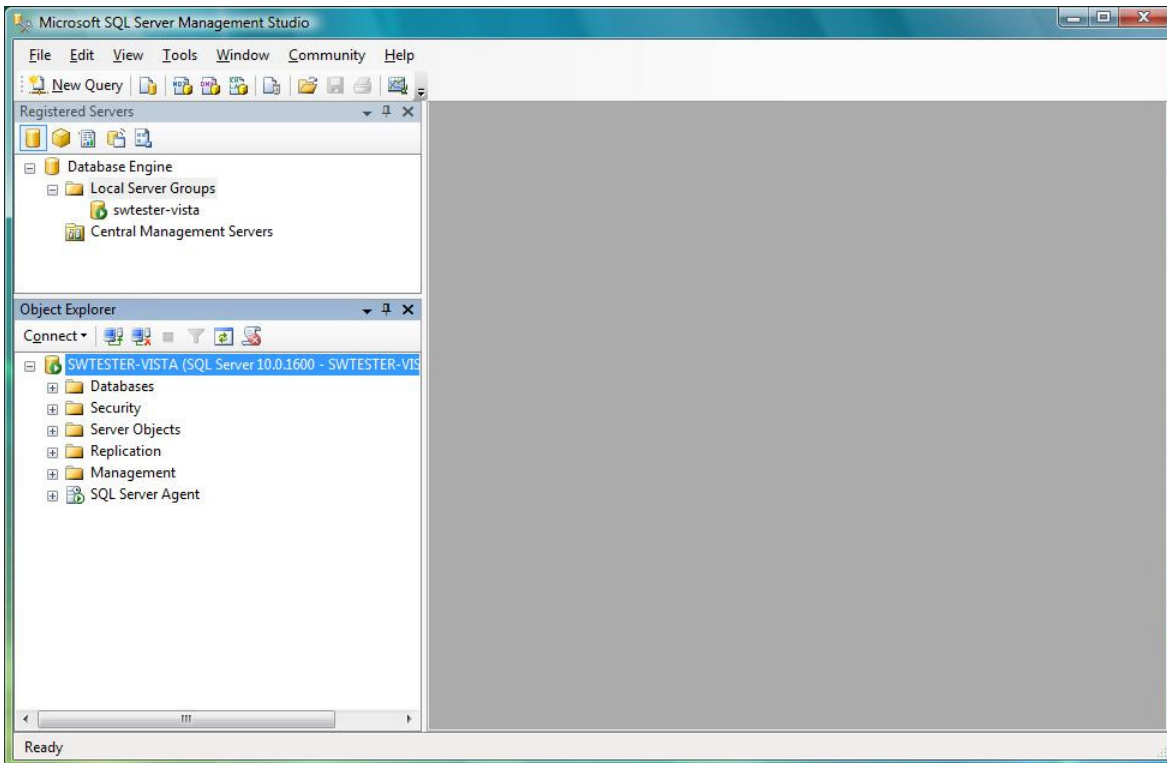 Microsoft SQL Server Management Studio
File Edit View Tools Window Community Help
New Query
Registered Servers
Database Engine
Local Server Groups
swtester-vista
Central Management Servers
Object Explorer
Connect
SWTESTER-VISTA (SQL Server 10.0.1600 - SWTESTER-VIS
Databases
Security
Server Objects
Replication
Management
SQL Server Agent
Ready